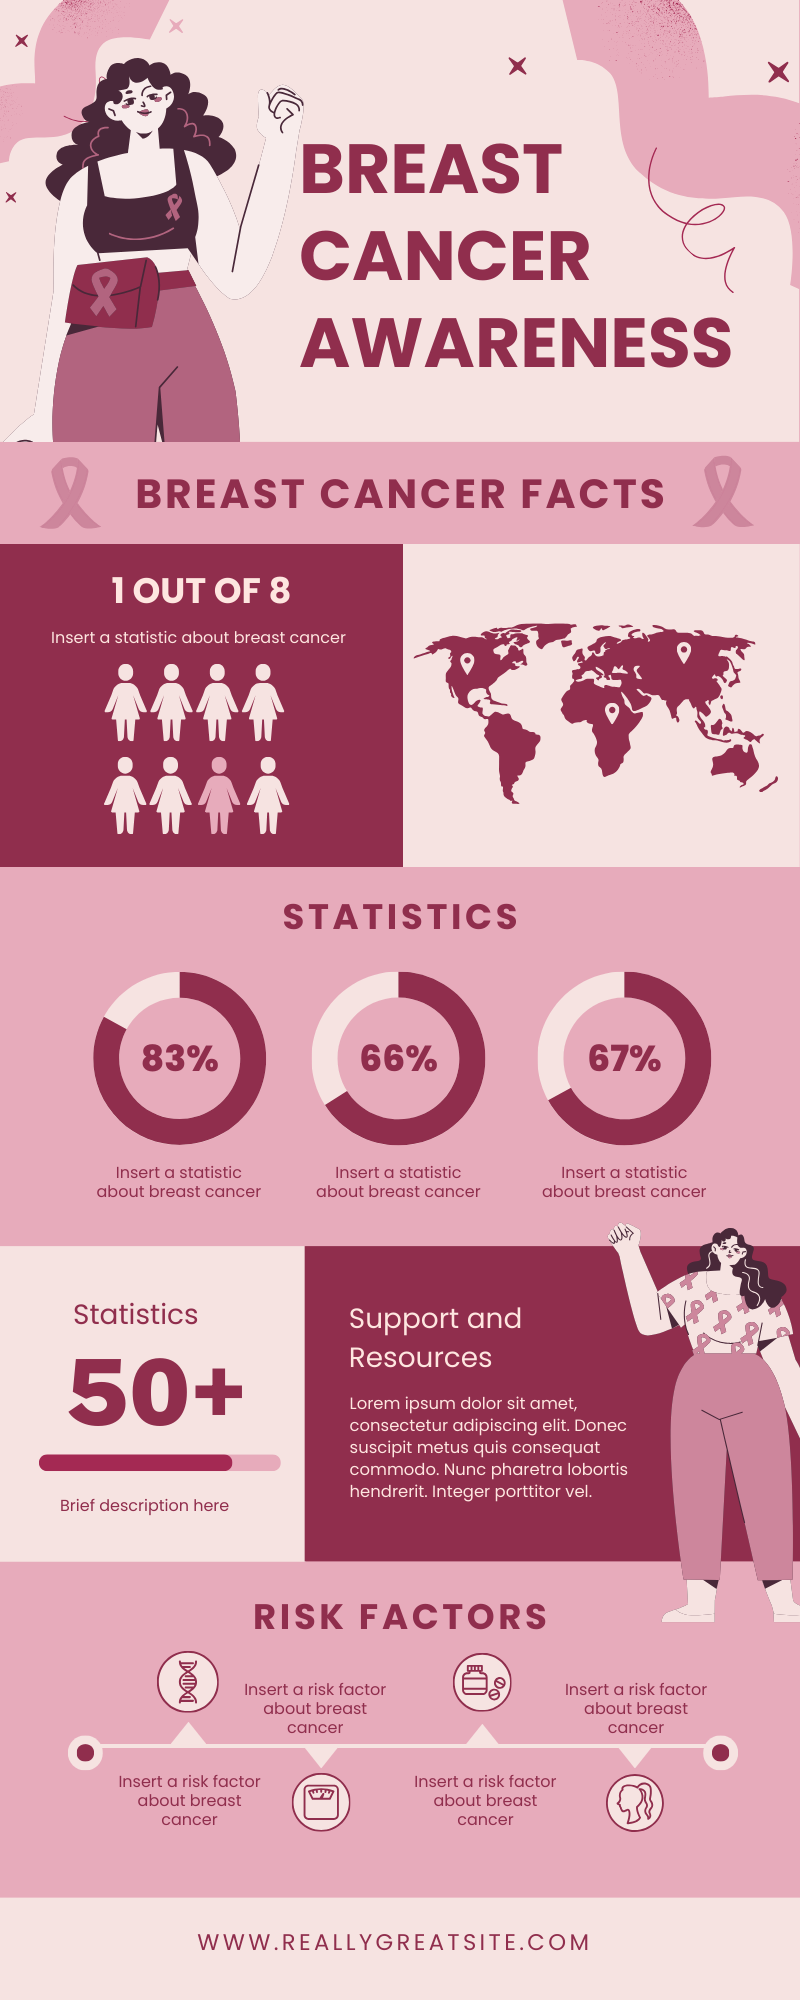 BREAST
CANCER
AWARENESS
BREAST CANCER FACTS
1 OUT OF 8
Insert a statistic about breast cancer
STATISTICS
83%
Insert a statistic
about breast cancer
66%
Insert a statistic
about breast cancer
67%
Insert a statistic
about breast cancer
Statistics
50+
Brief description here
Support and
Resources
Lorem ipsum dolor sit amet,
consectetur adipiscing elit. Donec
suscipit metus quis consequat
commodo. Nunc pharetra lobortis
hendrerit. Integer porttitor vel.
RISK FACTORS
Insert a risk factor
about breast
cancer
Insert a risk factor
about breast
cancer
Insert a risk factor
about breast
cancer
Insert a risk factor
about breast
cancer
WWW.REALLYGREATSITE.COM